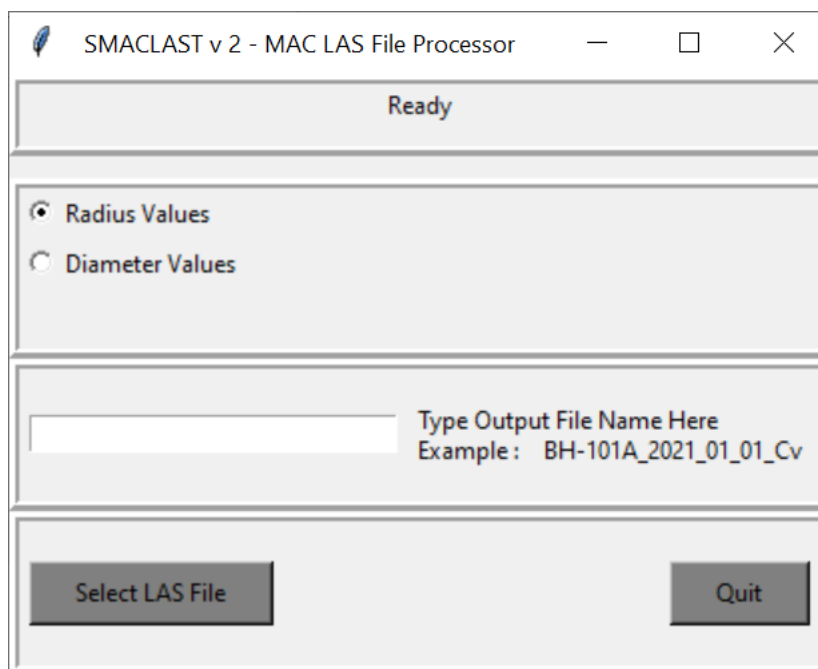 SMACLAST v 2 - MAC LAS File Processor
Ready
Radius Values
Diameter Values
Type Output File Name Here
Example : BH-101A_2021_01_01_Cv
Select LAS File
Quit